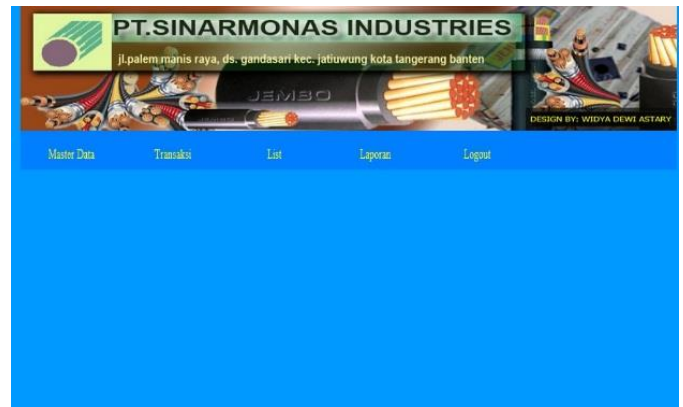 PT.SINARMONAS INDUSTRIES
jl.palem manis raya, ds. gandasari kec. jatiuwung kota tangerang banten
JEMBO
DESIGN BY: WIDYA DEWI ASTARY
Master Data Transaksi List Laporan Logout